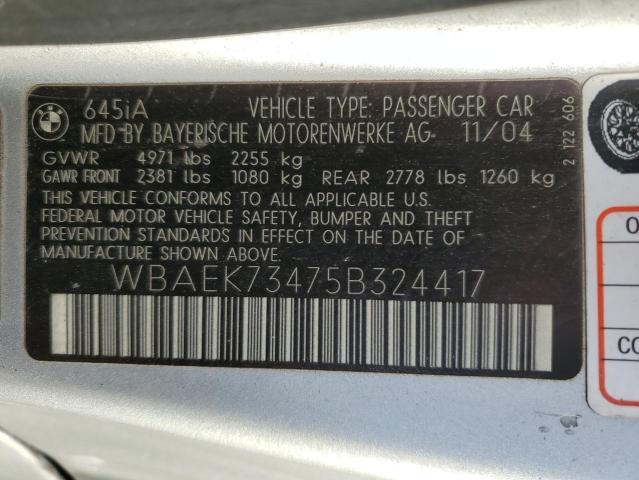 645iA VEHICLE TYPE: PASSENGER CAR
MFD BY BAYERISCHE MOTORENWERKE AG 11/04
GVWR 4971 lbs 2255 kg
GAWR FRONT 2381 lbs 1080 kg REAR 2778 lbs 1260 kg
THIS VEHICLE CONFORMS TO ALL APPLICABLE U.S.
FEDERAL MOTOR VEHICLE SAFETY, BUMPER AND THEFT
PREVENTION STANDARDS IN EFFECT ON THE DATE OF
MANUFACTURE SHOWN ABOVE.
WBAEK73475B324417
2 122 606
BMW
O
CO